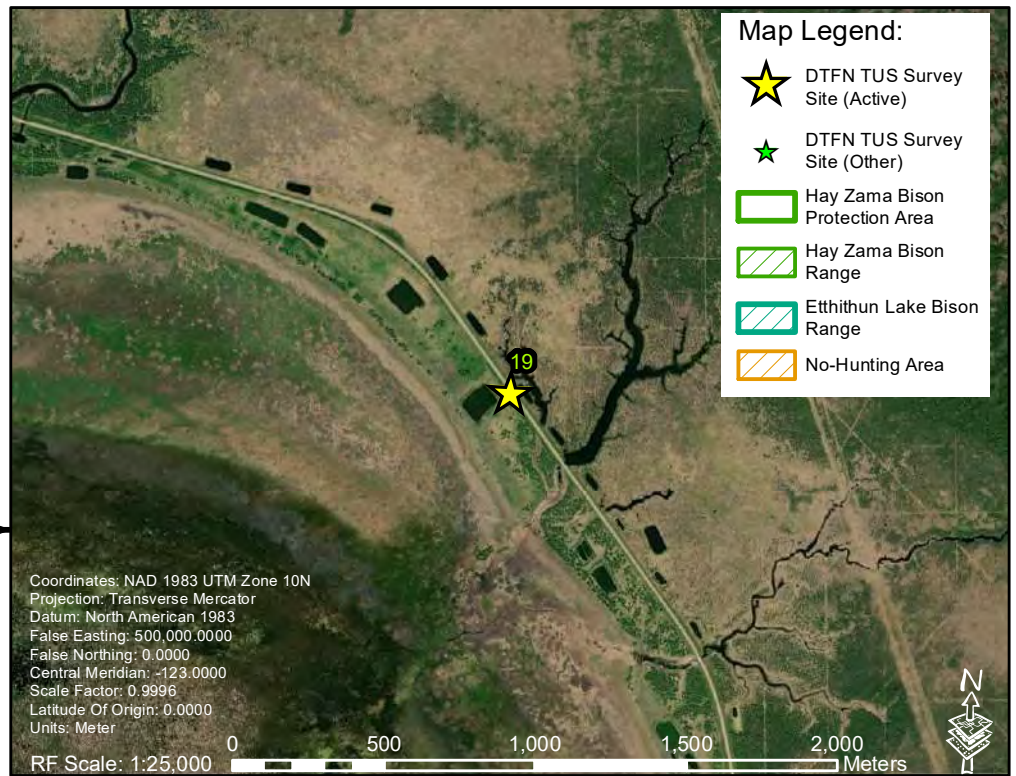 Map Legend:
DTFN TUS Survey
Site (Active)
DTFN TUS Survey
Site (Other)
Hay Zama Bison
Protection Area
Hay Zama Bison
Range
Etthithun Lake Bison
Range
No-Hunting Area
19
Coordinates: NAD 1983 UTM Zone 10N
Projection: Transverse Mercator
Datum: North American 1983
False Easting: 500,000.0000
False Northing: 0.0000
Central Meridian: -123.0000
Scale Factor: 0.9996
Latitude Of Origin: 0.0000
Units: Meter
RF Scale: 1:25,000
0 500 1,000 1,500 2,000
Meters
N